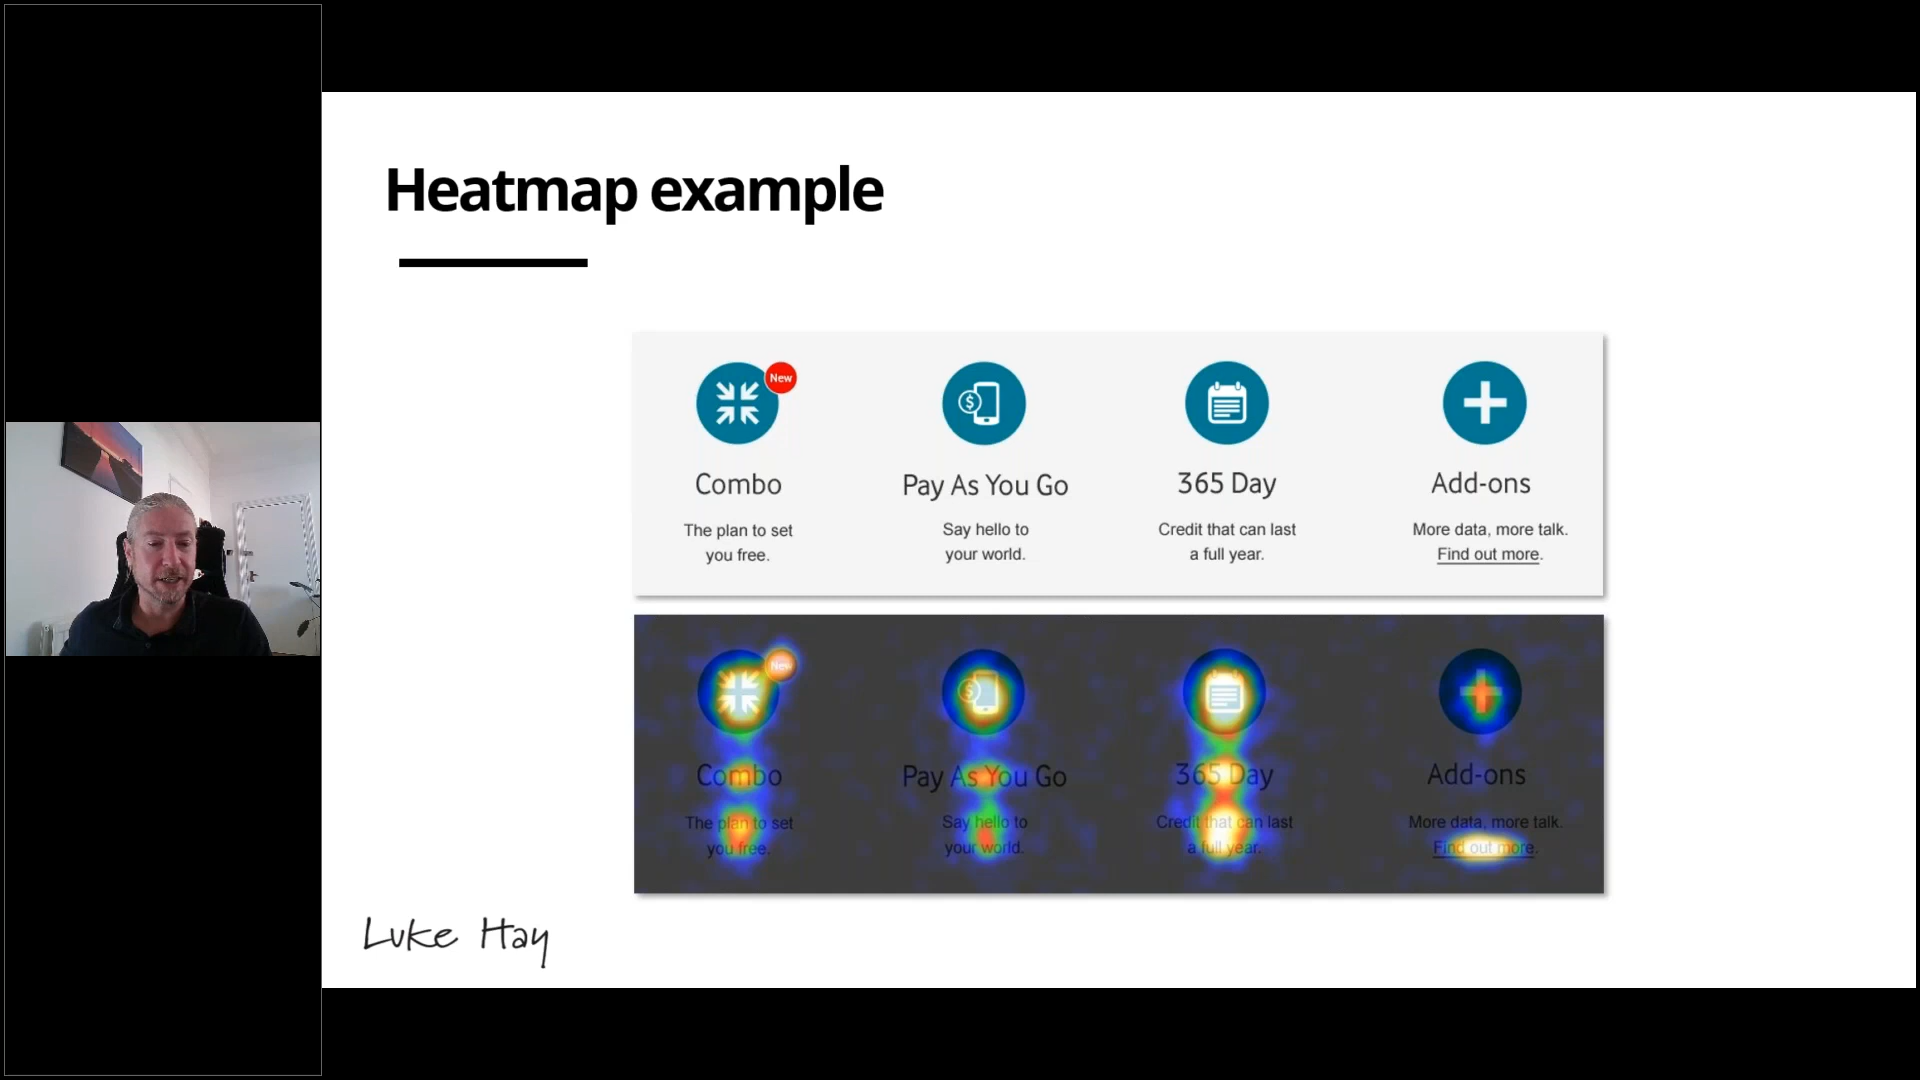 Heatmap example
New
Combo
Pay As You Go
365 Day
Add-ons
The plan to set
you free.
Say hello to
your world.
Credit that can last
a full year.
More data, more talk.
Find out more.
New
Combo
Pay As You Go
365 Day
Add-ons
The plan to set
you free.
Say hello to
your world.
Credit that can last
a full year.
More data, more talk.
Find out more.
Luke Hay